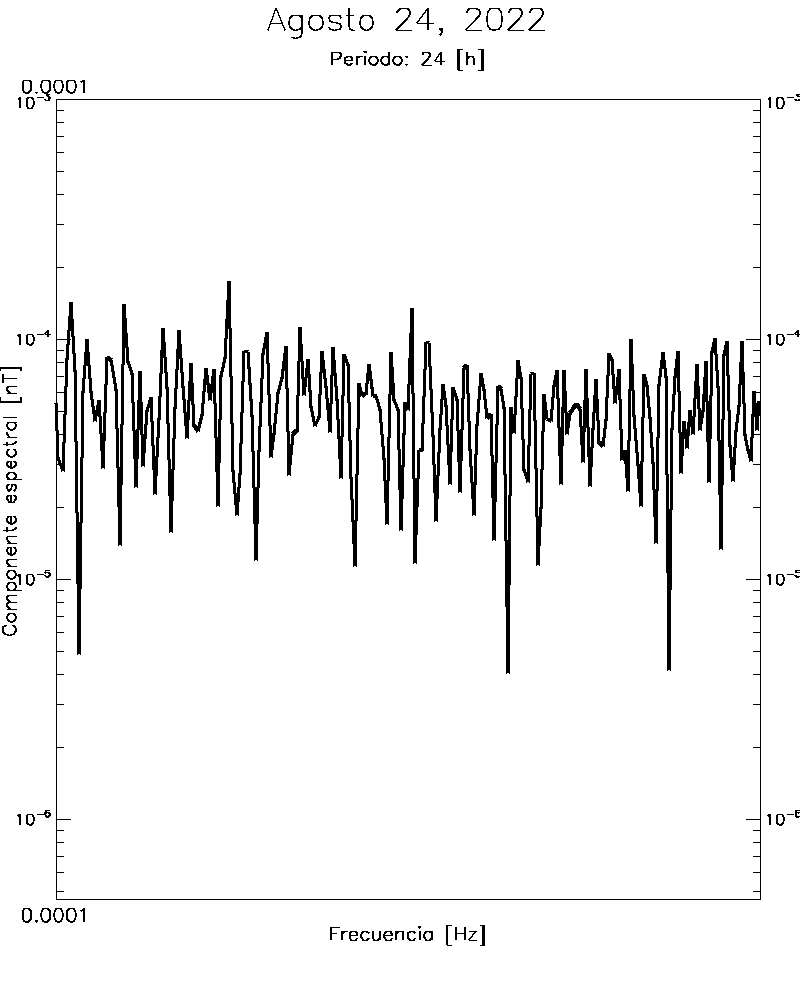 Agosto 24, 2022
Periodo: 24 [h]
0.0001
10⁻³ 10⁻³
10⁻⁴ 10⁻⁴
Componente espectral [nT]
10⁻⁵ 10⁻⁵
10⁻⁶ 10⁻⁶
0.0001
Frecuencia [Hz]